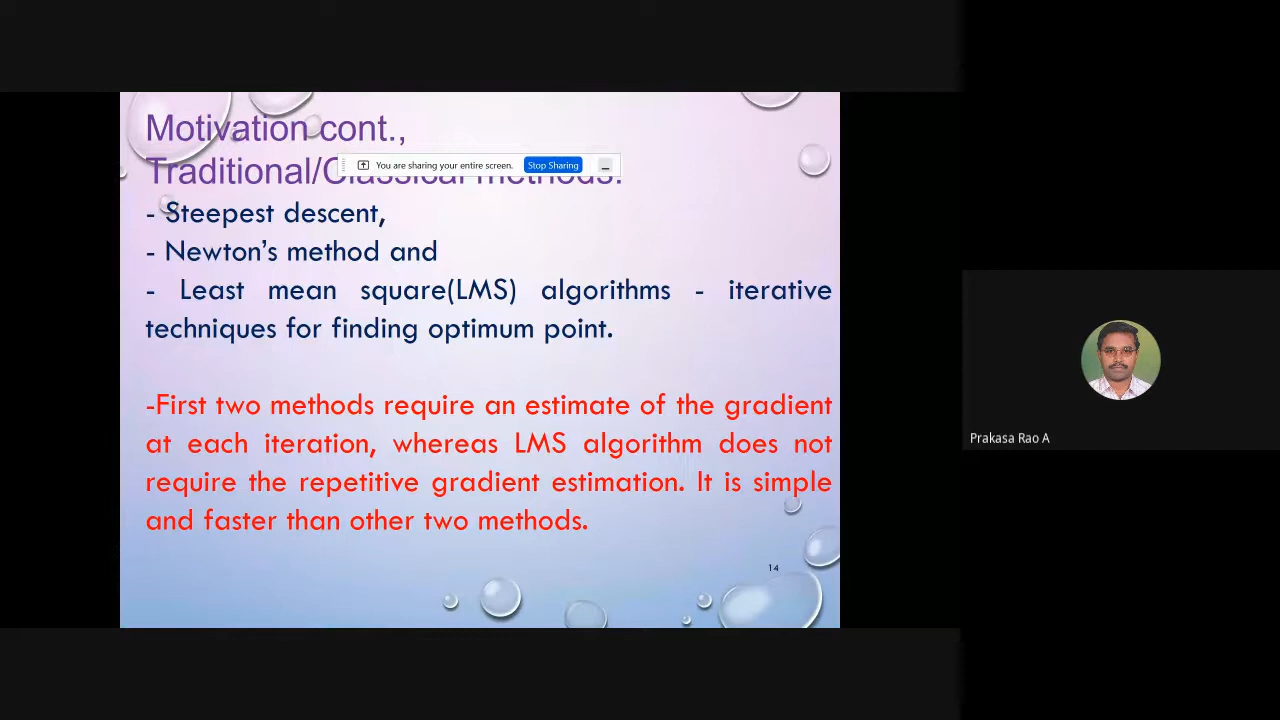 Motivation cont.,
You are sharing your entire screen. Stop Sharing
Traditional/Classical methods:
- Steepest descent,
- Newton's method and
- Least mean square(LMS) algorithms - iterative
techniques for finding optimum point.
-First two methods require an estimate of the gradient
at each iteration, whereas LMS algorithm does not
require the repetitive gradient estimation. It is simple
and faster than other two methods.
14
Prakasa Rao A